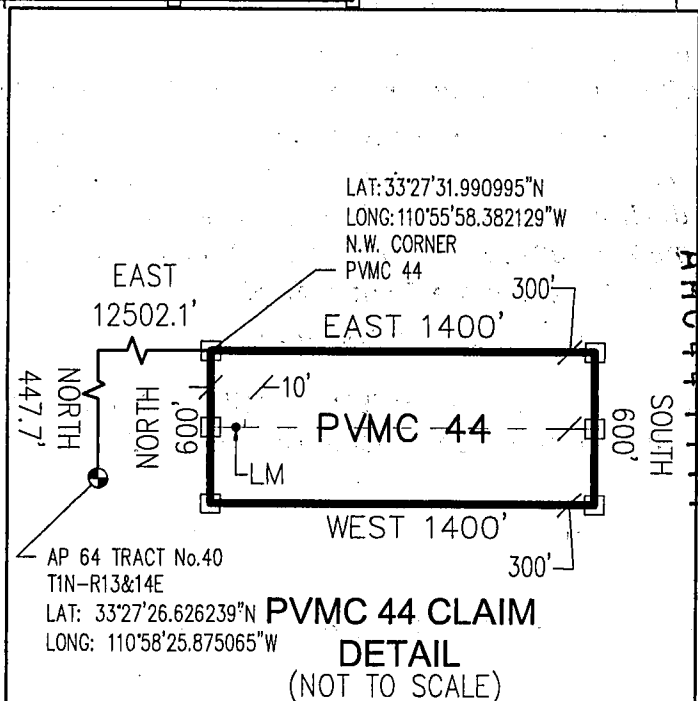 LAT: 33°27'31.990995"N
LONG: 110°55'58.382129"W
N.W. CORNER
PVMC 44
EAST
12502.1'
300'
EAST 1400'
NORTH
447.7'
NORTH
600'
10'
PVMC 44
LM
SOUTH
600'
WEST 1400'
300'
AP 64 TRACT No.40
T1N-R13&14E
LAT: 33°27'26.626239"N
LONG: 110°58'25.875065"W
PVMC 44 CLAIM
DETAIL
(NOT TO SCALE)